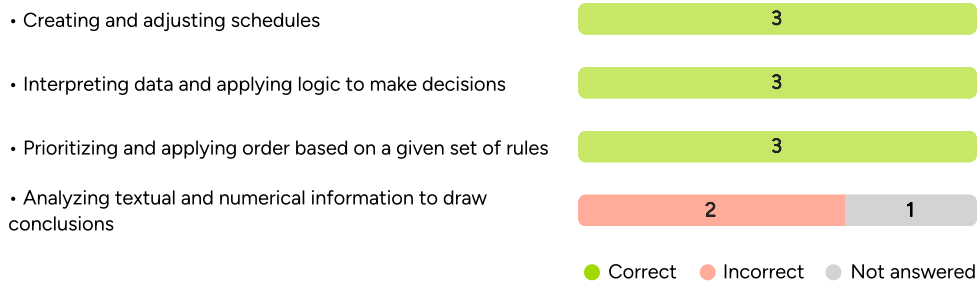 • Creating and adjusting schedules
3
• Interpreting data and applying logic to make decisions
3
• Prioritizing and applying order based on a given set of rules
3
• Analyzing textual and numerical information to draw
conclusions
2
1
Correct
Incorrect
Not answered